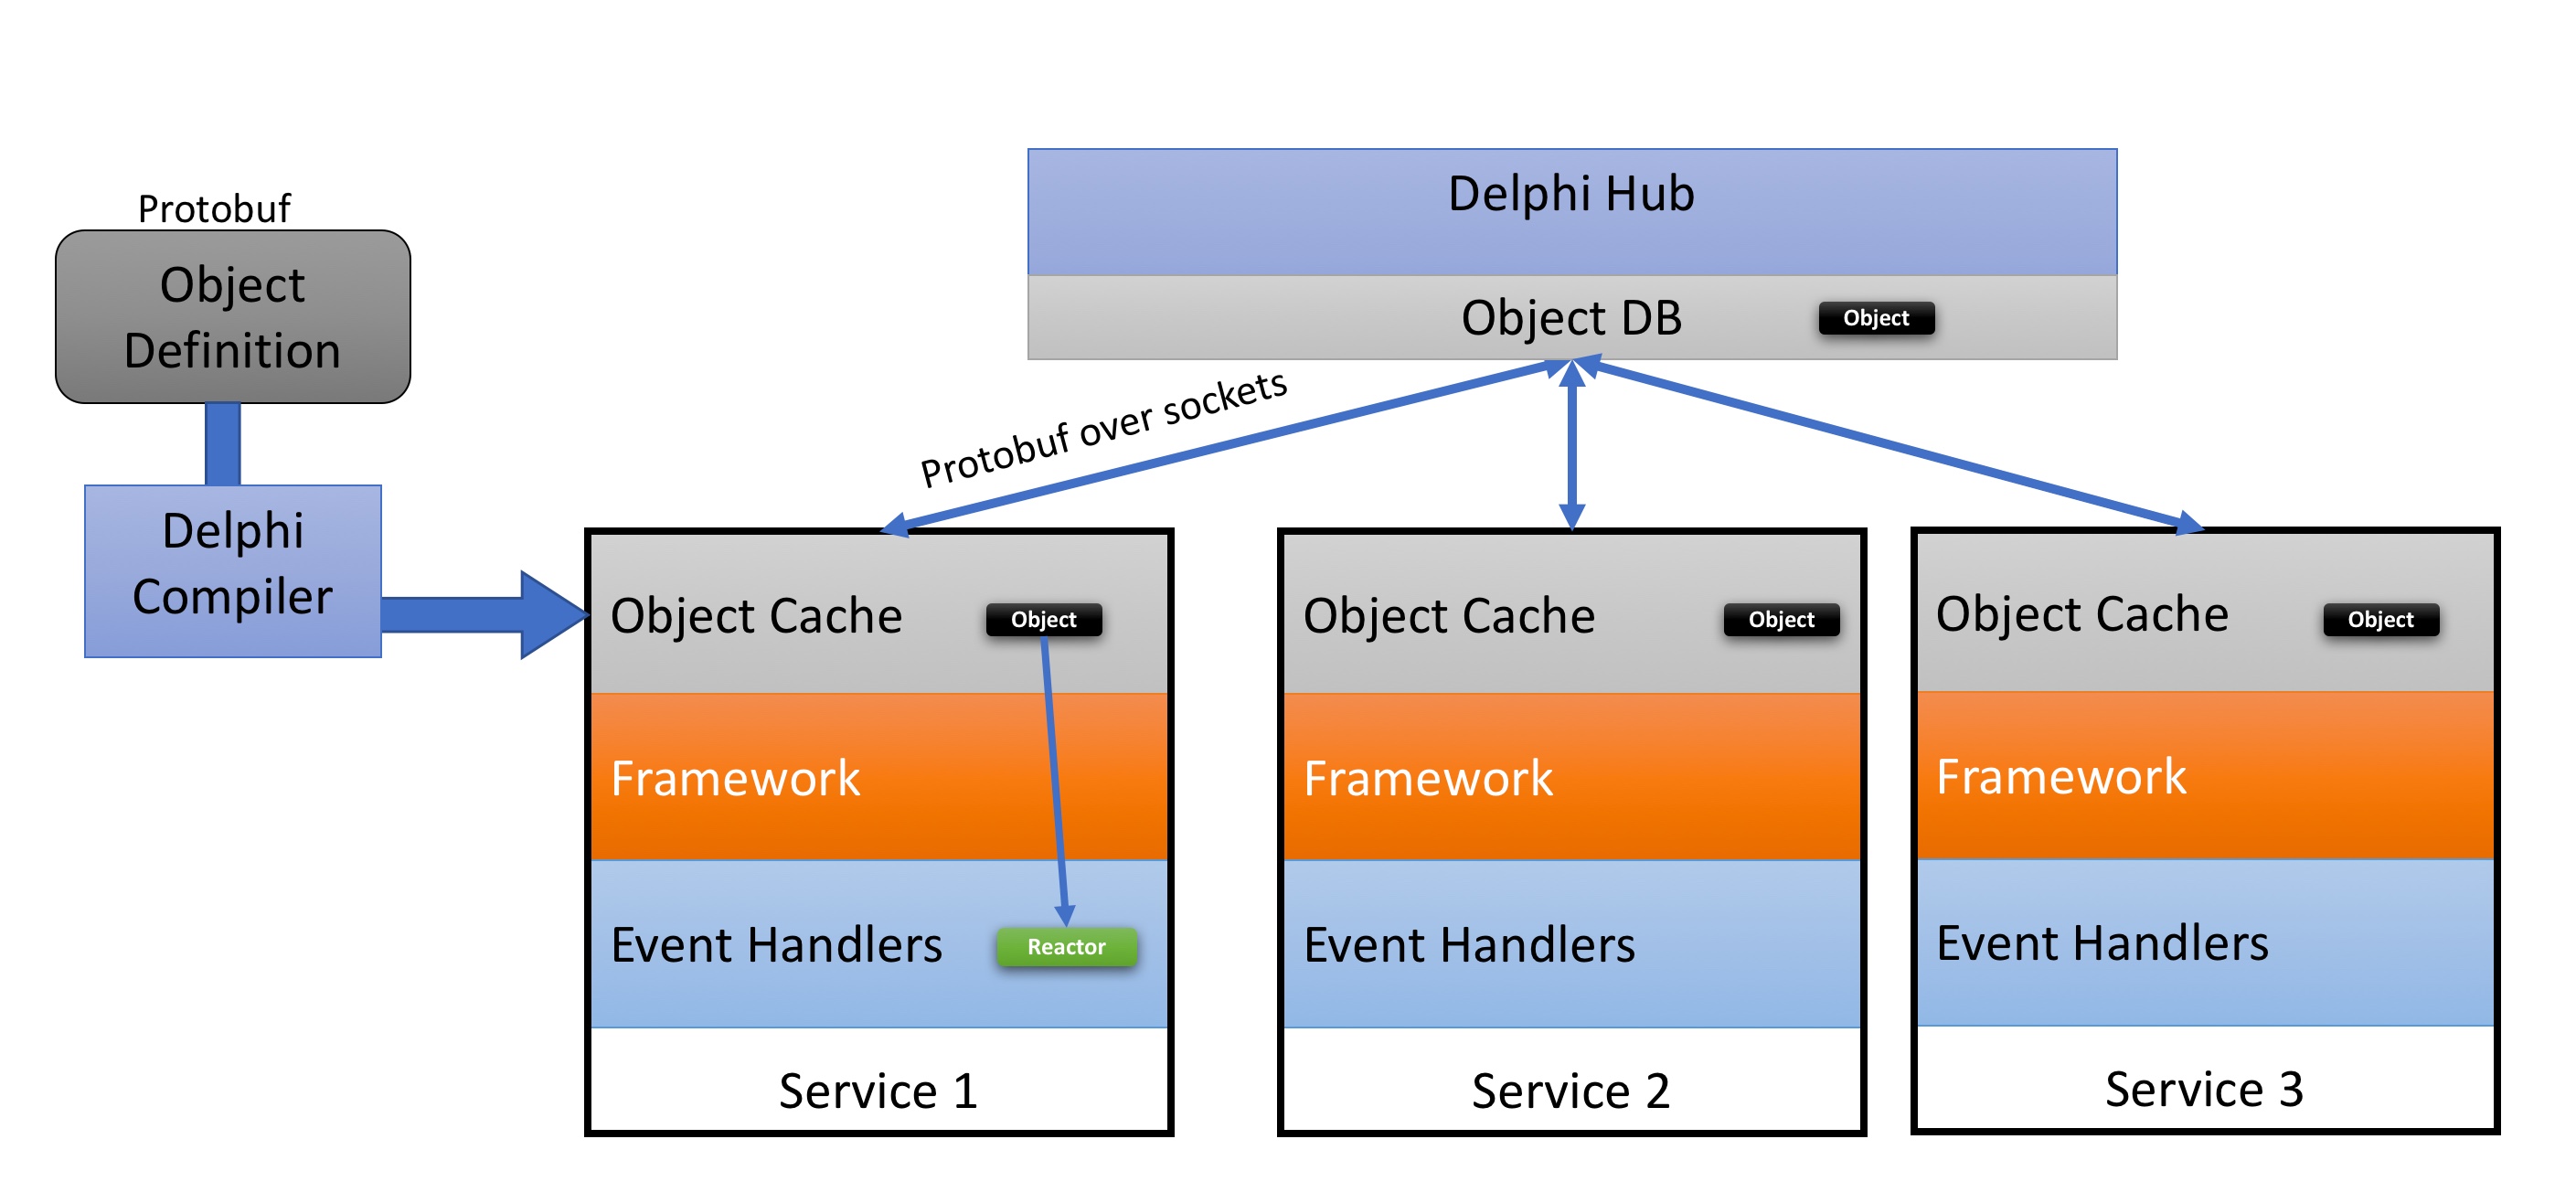 Protobuf
Object
Definition
Delphi
Compiler
Delphi Hub
Object DB
Object
Protobuf over sockets
Object Cache
Object
Framework
Event Handlers
Reactor
Service 1
Object Cache
Object
Framework
Event Handlers
Service 2
Object Cache
Object
Framework
Event Handlers
Service 3